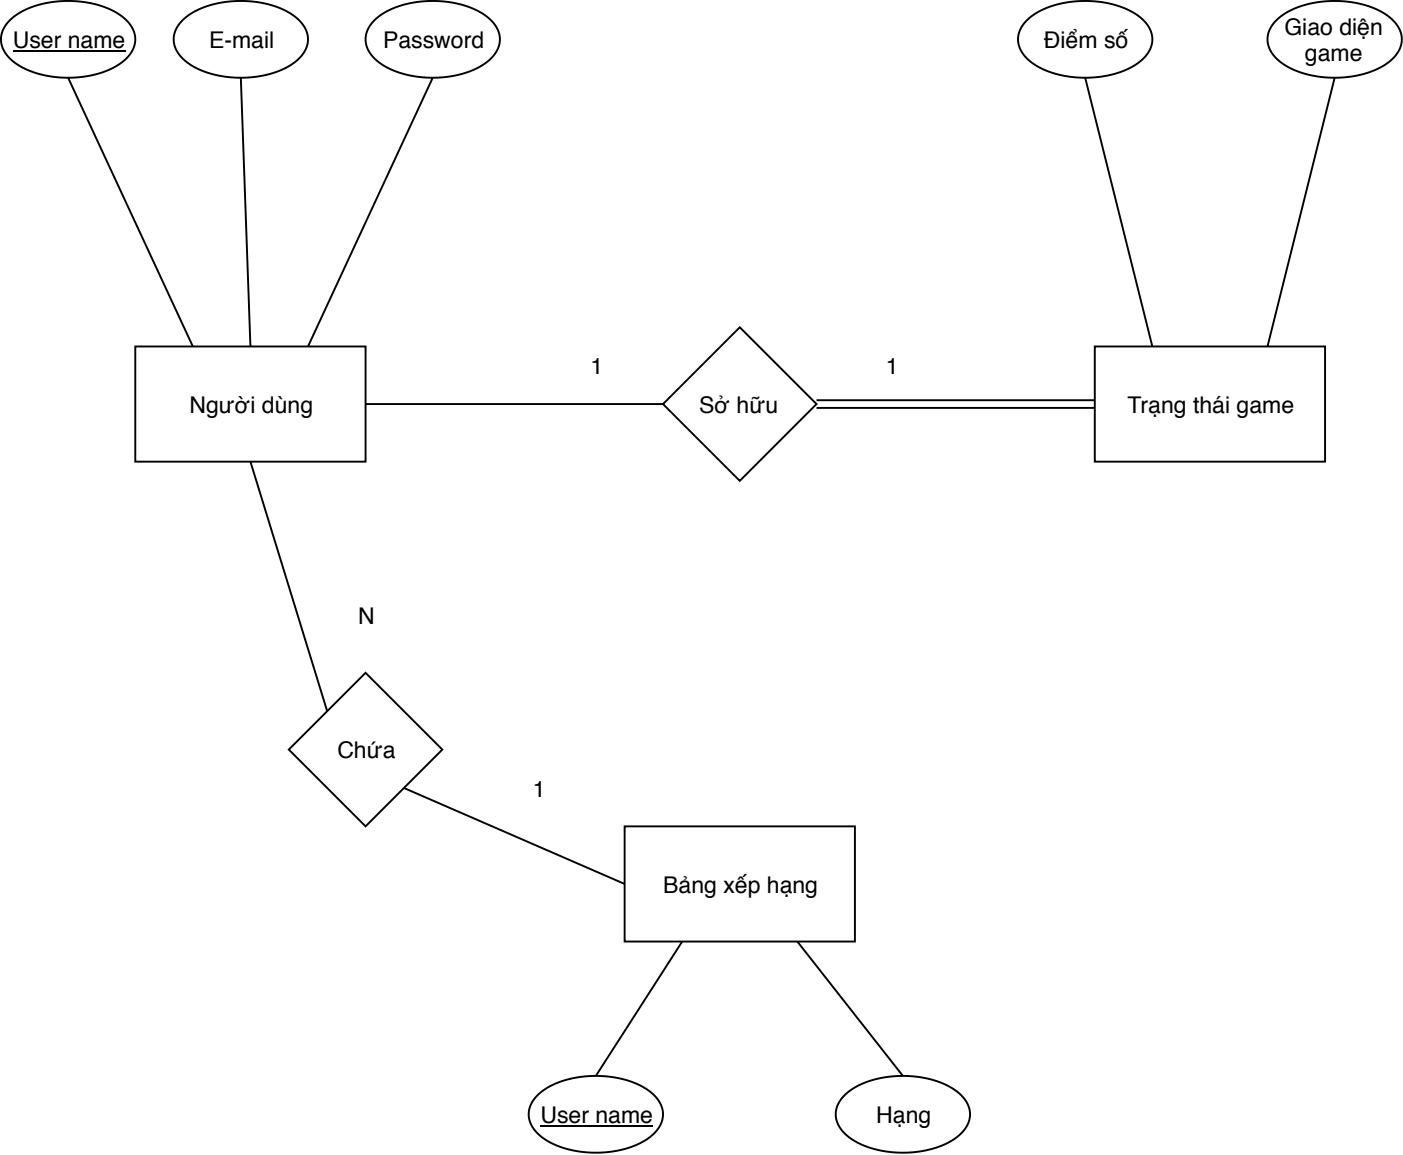 User name
E-mail
Password
Điểm số
Giao diện
game
1
1
Người dùng
Sở hữu
Trạng thái game
N
Chứa
1
Bảng xếp hạng
User name
Hạng